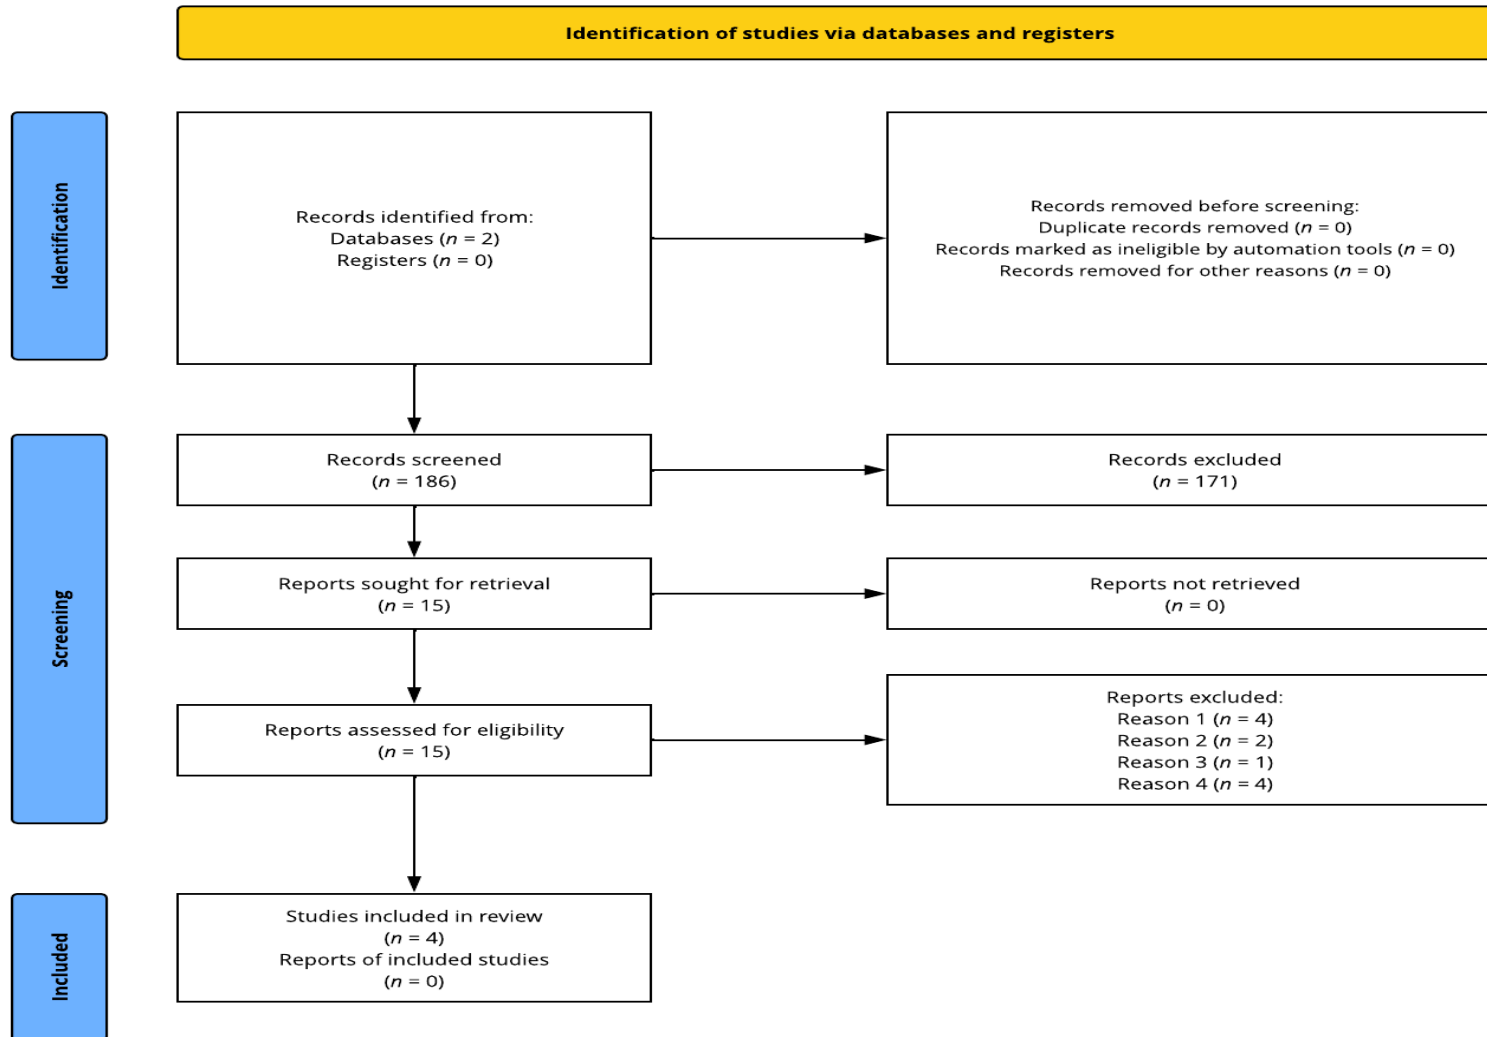 Identification of studies via databases and registers
Identification
Records identified from:
Databases (n = 2)
Registers (n = 0)
Records removed before screening:
Duplicate records removed (n = 0)
Records marked as ineligible by automation tools (n = 0)
Records removed for other reasons (n = 0)
Screening
Records screened
(n = 186)
Records excluded
(n = 171)
Reports sought for retrieval
(n = 15)
Reports not retrieved
(n = 0)
Reports assessed for eligibility
(n = 15)
Reports excluded:
Reason 1 (n = 4)
Reason 2 (n = 2)
Reason 3 (n = 1)
Reason 4 (n = 4)
Included
Studies included in review
(n = 4)
Reports of included studies
(n = 0)